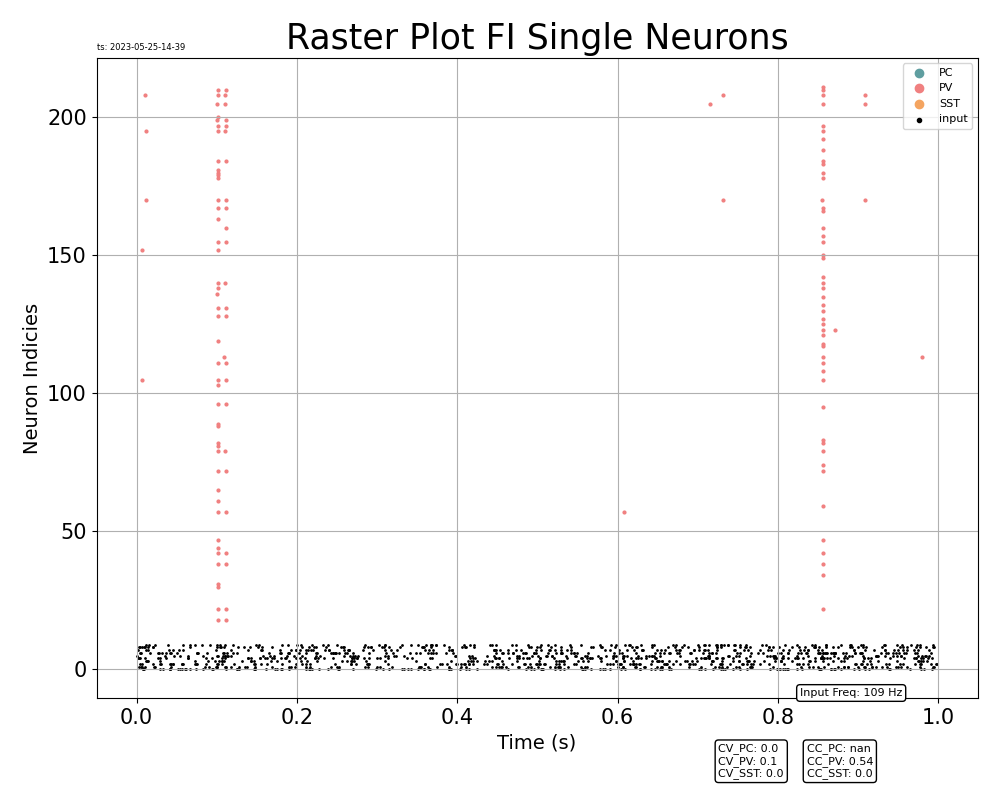 Raster Plot FI Single Neurons
ts: 2023-05-25-14-39
PC
PV
SST
input
Neuron Indicies
200
150
100
50
0
0.0 0.2 0.4 0.6 0.8 1.0
Input Freq: 109 Hz
Time (s)
CV_PC: 0.0
CV_PV: 0.1
CV_SST: 0.0
CC_PC: nan
CC_PV: 0.54
CC_SST: 0.0